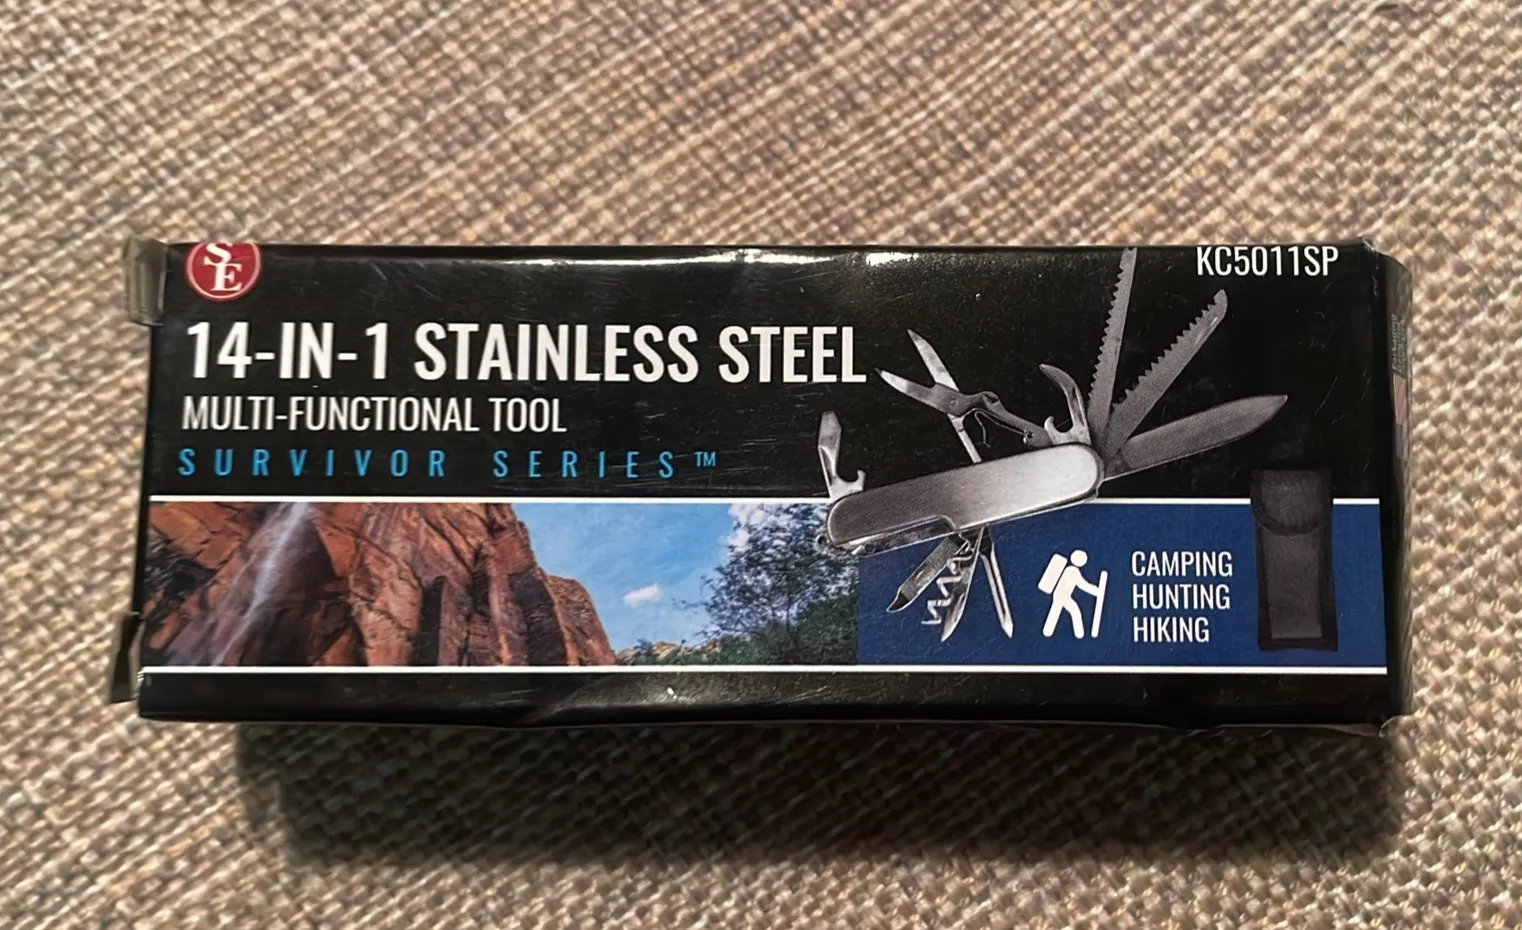 SE
KC5011SP
14-IN-1 STAINLESS STEEL
MULTI-FUNCTIONAL TOOL
SURVIVOR SERIES™
CAMPING
HUNTING
HIKING